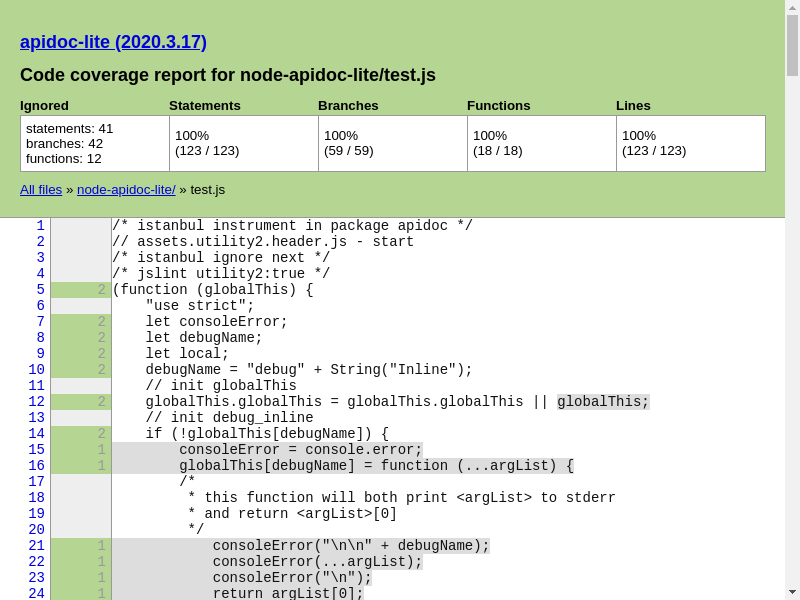 apidoc-lite (2020.3.17)
Code coverage report for node-apidoc-lite/test.js
Ignored Statements Branches Functions Lines
statements: 41
branches: 42
functions: 12
100%
(123 / 123)
100%
(59 / 59)
100%
(18 / 18)
100%
(123 / 123)
All files » node-apidoc-lite/ » test.js
1 /* istanbul instrument in package apidoc */
2 // assets.utility2.header.js - start
3 /* istanbul ignore next */
4 /* jslint utility2:true */
5 2 (function (globalThis) {
6     "use strict";
7 2     let consoleError;
8 2     let debugName;
9 2     let local;
10 2     debugName = "debug" + String("Inline");
11     // init globalThis
12 2     globalThis.globalThis = globalThis.globalThis || globalThis;
13     // init debug_inline
14 2     if (!globalThis[debugName]) {
15 1         consoleError = console.error;
16 1         globalThis[debugName] = function (...argList) {
17         /*
18          * this function will both print <argList> to stderr
19          * and return <argList>[0]
20          */
21 1             consoleError("\n\n" + debugName);
22 1             consoleError(...argList);
23 1             consoleError("\n");
24 1             return argList[0];